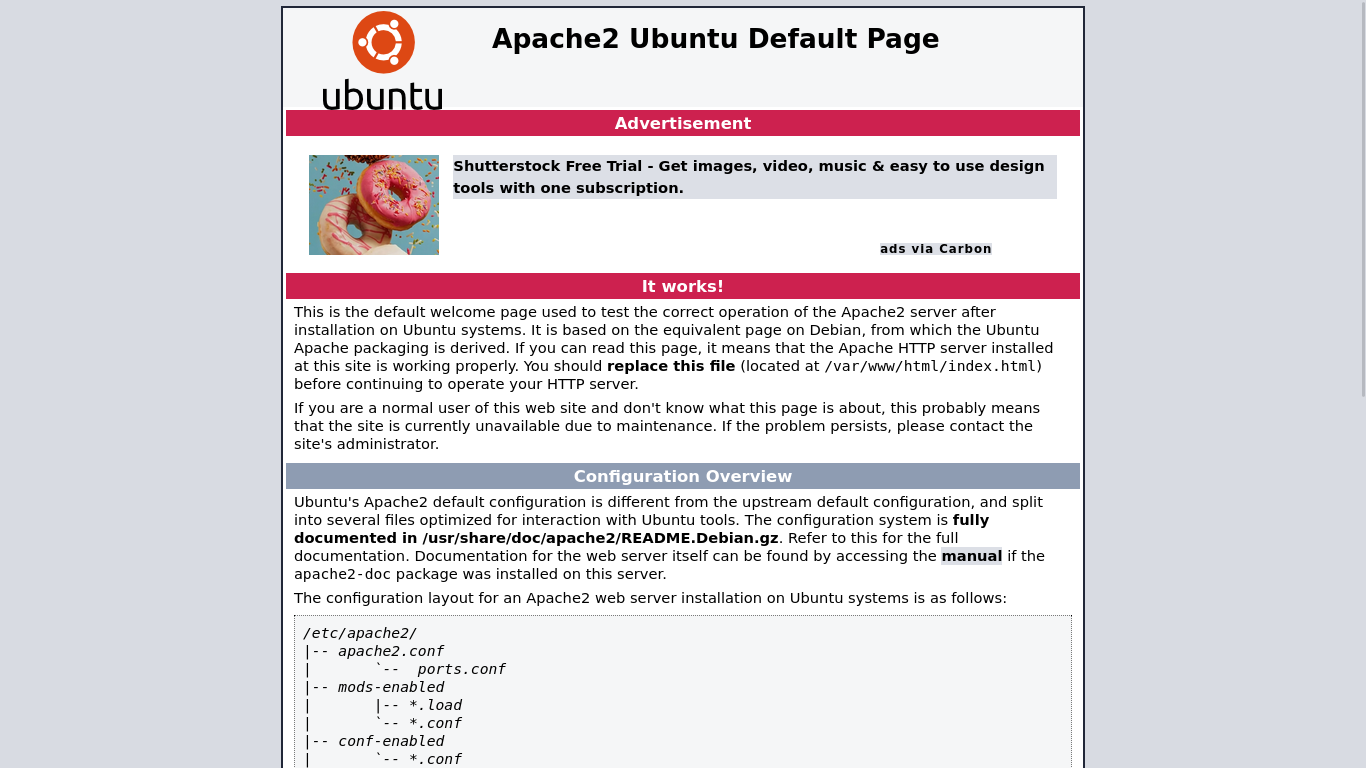 ubuntu
Apache2 Ubuntu Default Page
Advertisement
Shutterstock Free Trial - Get images, video, music & easy to use design
tools with one subscription.
ads via Carbon
It works!
This is the default welcome page used to test the correct operation of the Apache2 server after
installation on Ubuntu systems. It is based on the equivalent page on Debian, from which the Ubuntu
Apache packaging is derived. If you can read this page, it means that the Apache HTTP server installed
at this site is working properly. You should replace this file (located at /var/www/html/index.html)
before continuing to operate your HTTP server.
If you are a normal user of this web site and don't know what this page is about, this probably means
that the site is currently unavailable due to maintenance. If the problem persists, please contact the
site's administrator.
Configuration Overview
Ubuntu's Apache2 default configuration is different from the upstream default configuration, and split
into several files optimized for interaction with Ubuntu tools. The configuration system is fully
documented in /usr/share/doc/apache2/README.Debian.gz. Refer to this for the full
documentation. Documentation for the web server itself can be found by accessing the manual if the
apache2-doc package was installed on this server.
The configuration layout for an Apache2 web server installation on Ubuntu systems is as follows:
/etc/apache2/
|-- apache2.conf
|       `--  ports.conf
|-- mods-enabled
|       |-- *.load
|       `-- *.conf
|-- conf-enabled
|       `-- *.conf